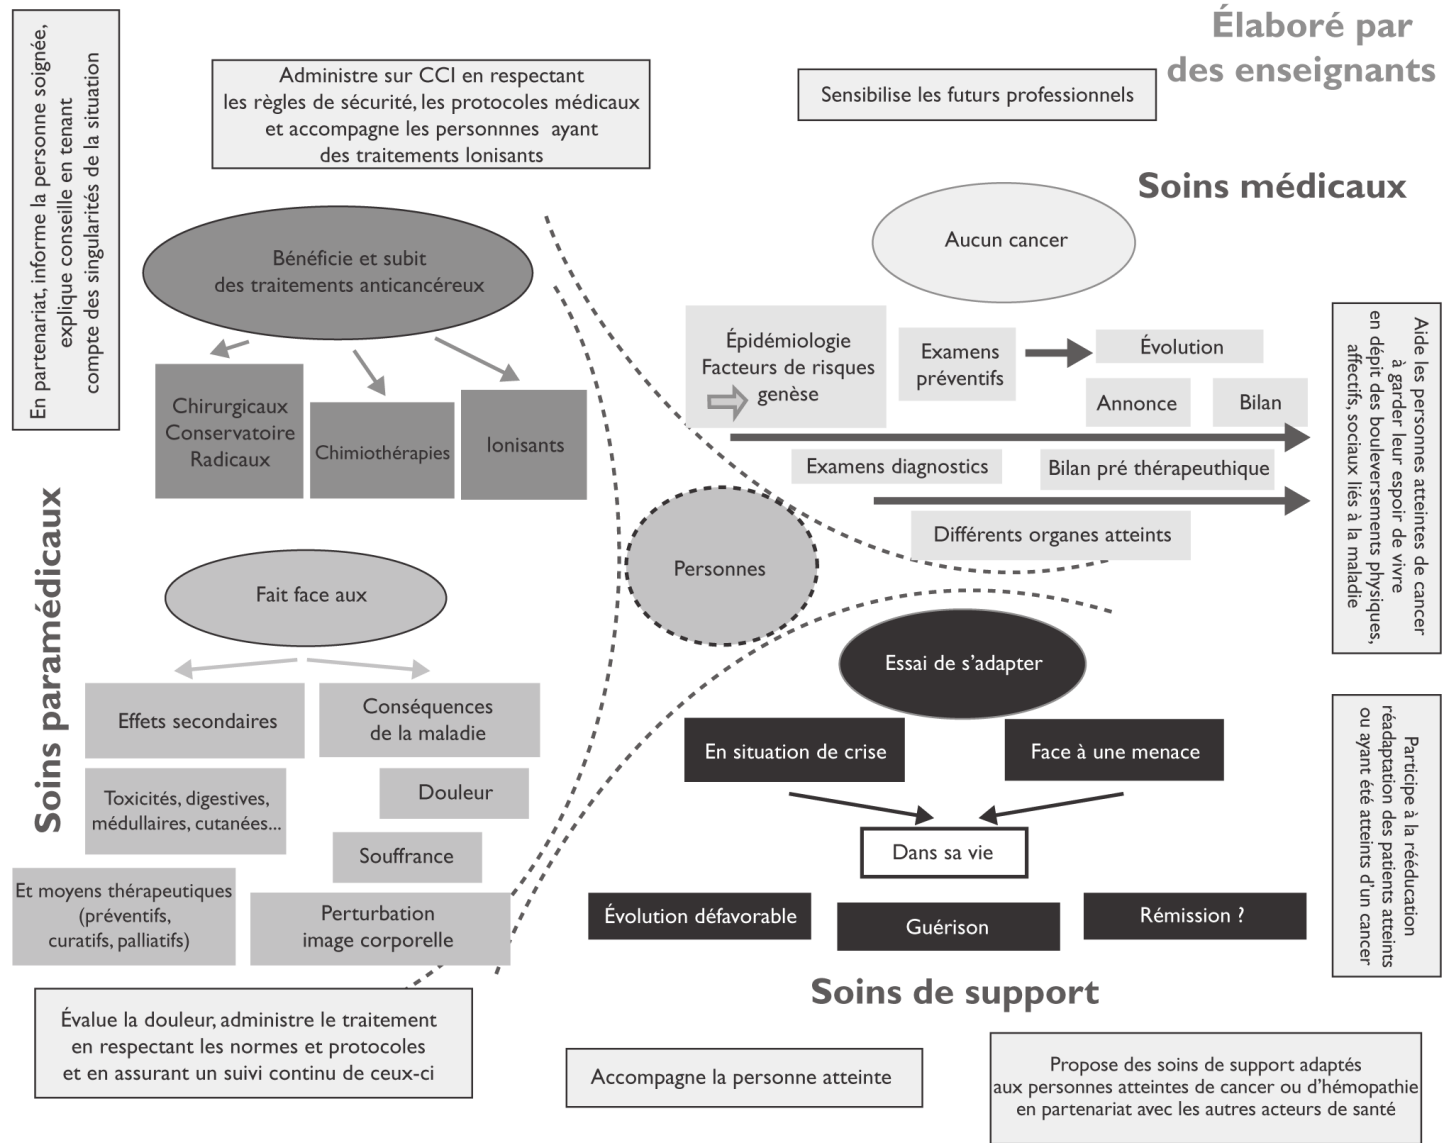 Élaboré par
des enseignants
En partenariat, informe la personne soignée,
explique conseille en tenant
compte des singularités de la situation
Administre sur CCI en respectant
les règles de sécurité, les protocoles médicaux
et accompagne les personnnes ayant
des traitements Ionisants
Sensibilise les futurs professionnels
Soins médicaux
Aucun cancer
Bénéficie et subit
des traitements anticancéreux
Chirurgicaux
Conservatoire
Radicaux
Chimiothérapies
Ionisants
Épidémiologie
Facteurs de risques
genèse
Examens
préventifs
Évolution
Annonce
Bilan
Examens diagnostics
Bilan pré thérapeuthique
Différents organes atteints
Aide les personnes atteintes de cancer
à garder leur espoir de vivre
en dépit des bouleversements physiques,
affectifs, sociaux liés à la maladie
Personnes
Soins paramédicaux
Fait face aux
Effets secondaires
Conséquences
de la maladie
Toxicités, digestives,
médullaires, cutanées...
Douleur
Souffrance
Et moyens thérapeutiques
(préventifs,
curatifs, palliatifs)
Perturbation
image corporelle
Essai de s’adapter
En situation de crise
Face à une menace
Dans sa vie
Évolution défavorable
Guérison
Rémission ?
Participe à la rééducation
réadaptation des patients atteints
ou ayant été atteints d’un cancer
Soins de support
Évalue la douleur, administre le traitement
en respectant les normes et protocoles
et en assurant un suivi continu de ceux-ci
Accompagne la personne atteinte
Propose des soins de support adaptés
aux personnes atteintes de cancer ou d’hémopathie
en partenariat avec les autres acteurs de santé